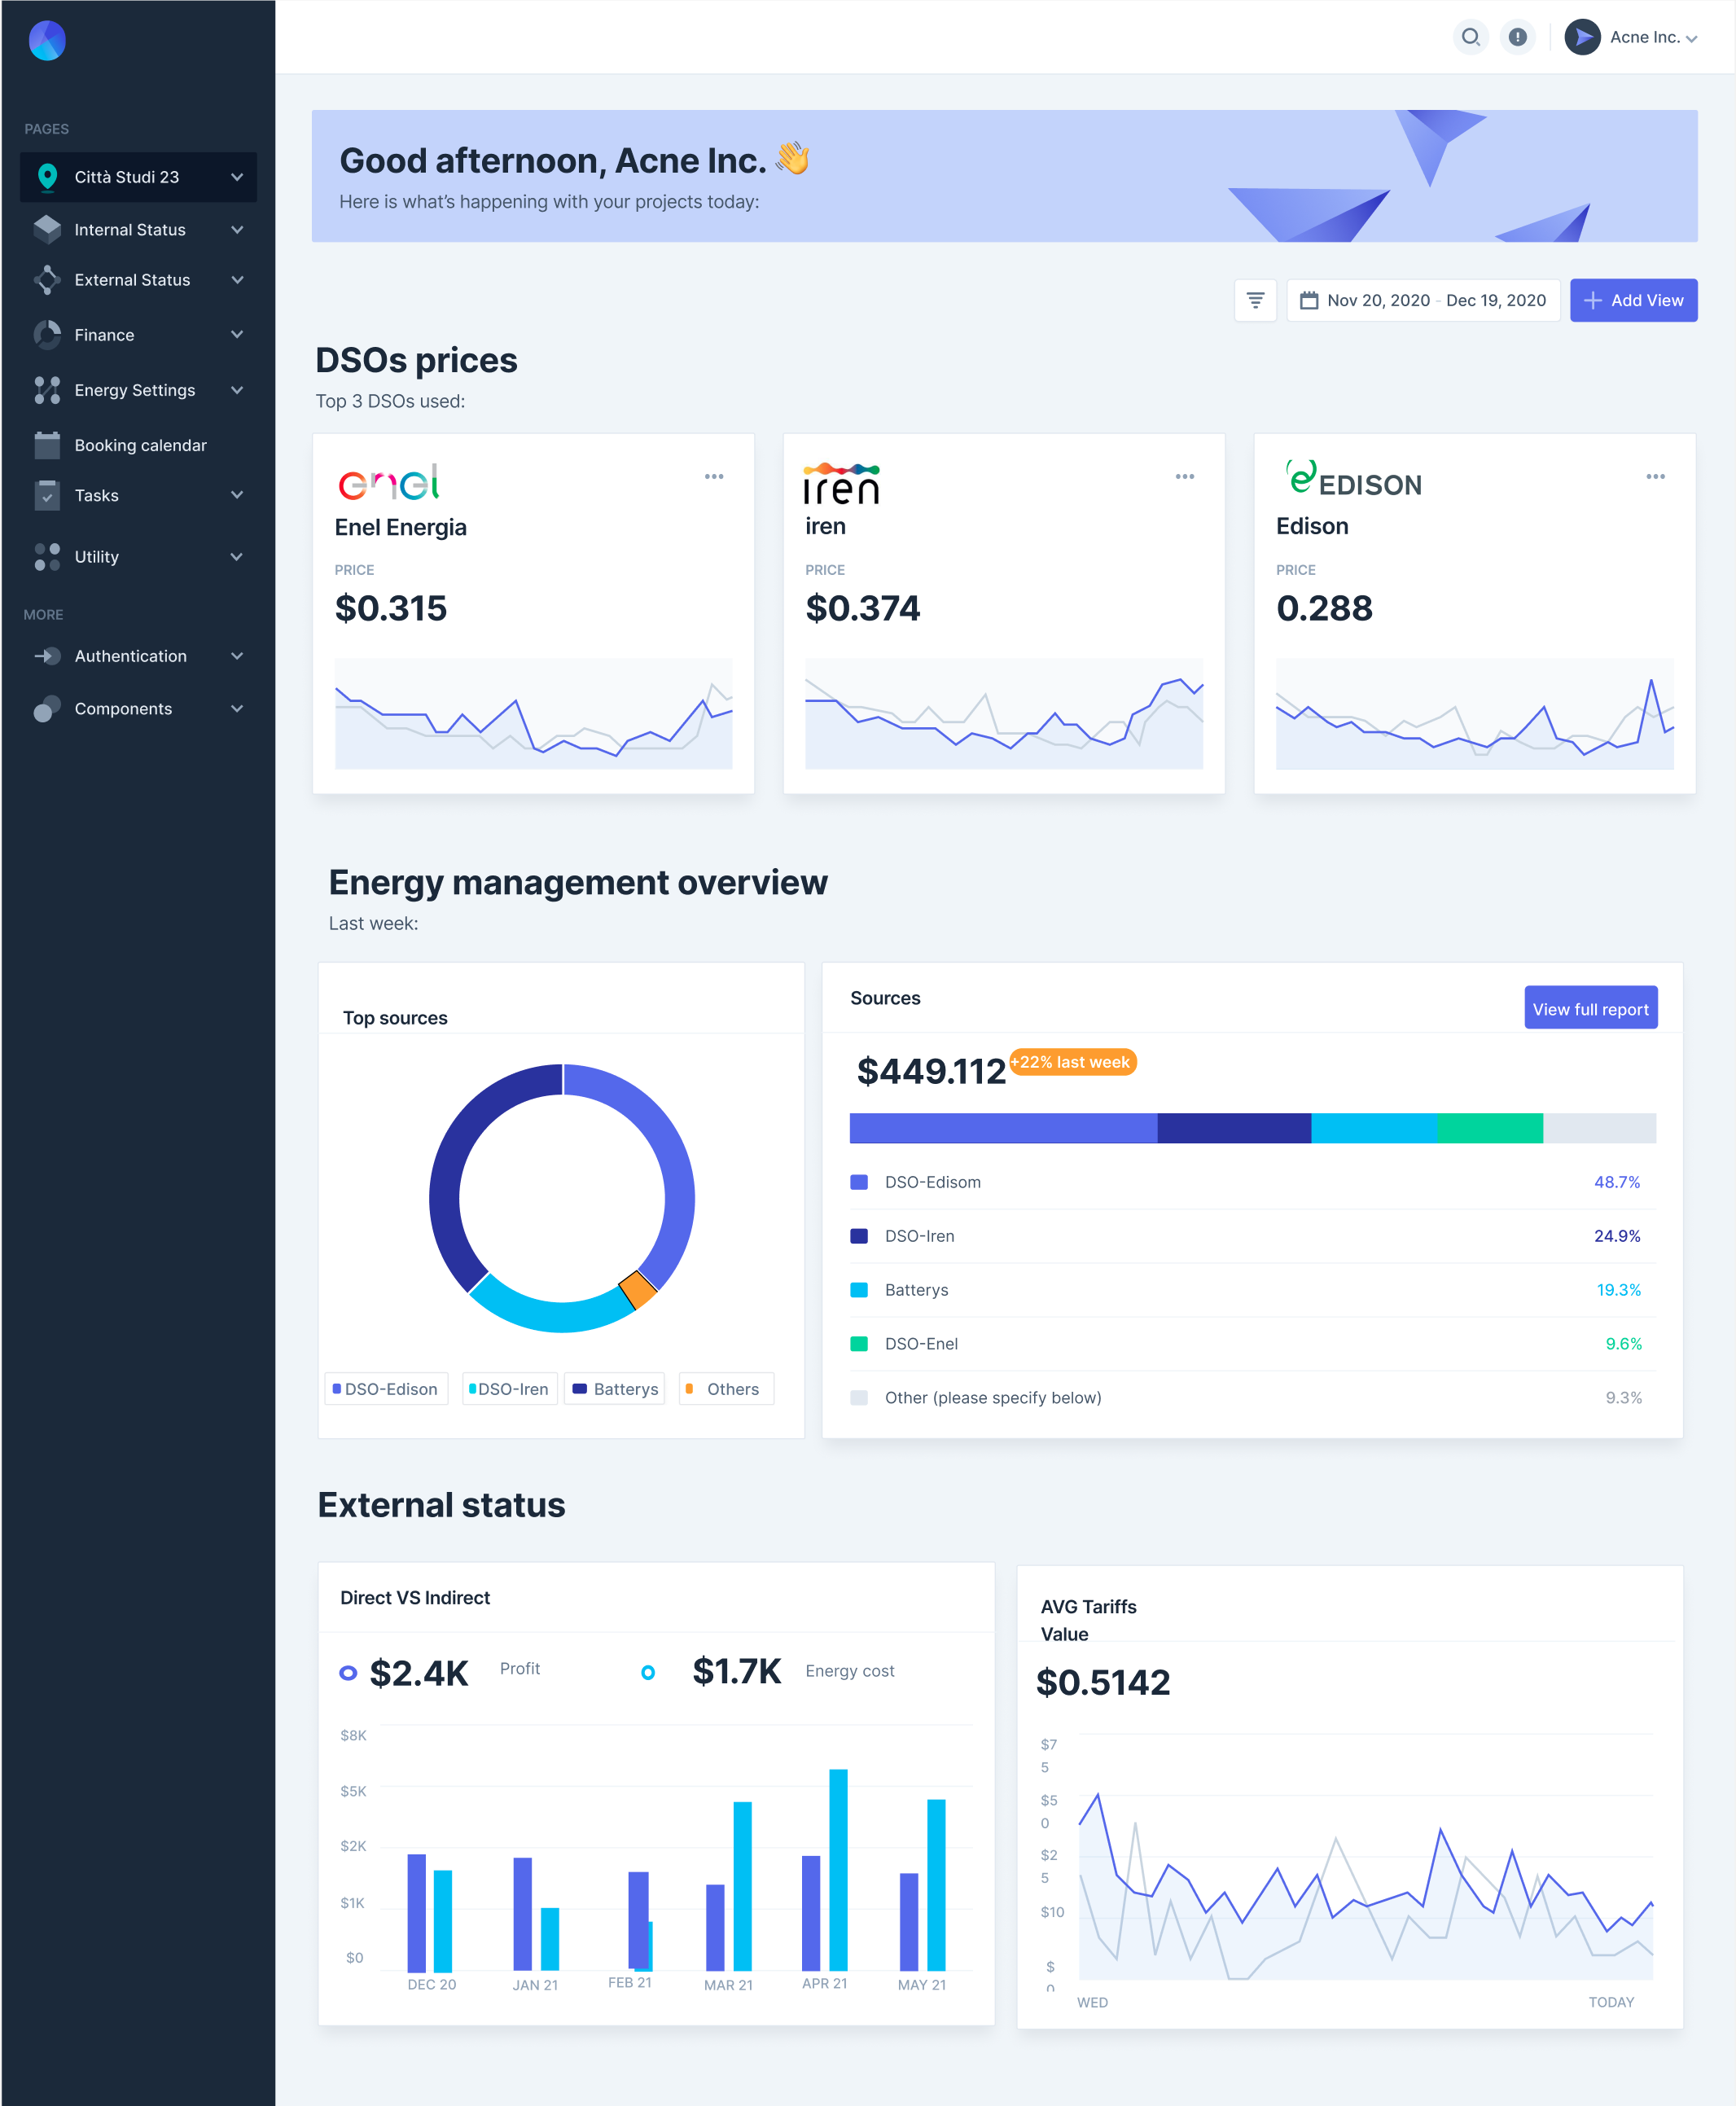 Acne Inc.
PAGES
Città Studi 23
Internal Status
External Status
Finance
Energy Settings
Booking calendar
Tasks
Utility
MORE
Authentication
Components
Good afternoon, Acne Inc. 👋
Here is what’s happening with your projects today:
Nov 20, 2020 - Dec 19, 2020
Add View
DSOs prices
Top 3 DSOs used:
enel
Enel Energia
PRICE
$0.315
iren
iren
PRICE
$0.374
EDISON
Edison
PRICE
0.288
Energy management overview
Last week:
Top sources
DSO-Edison
DSO-Iren
Batterys
Others
Sources
View full report
$449.112
+22% last week
DSO-Edisom 48.7%
DSO-Iren 24.9%
Batterys 19.3%
DSO-Enel 9.6%
Other (please specify below) 9.3%
External status
Direct VS Indirect
$2.4K Profit
$1.7K Energy cost
$8K
$5K
$2K
$1K
$0
DEC 20
JAN 21
FEB 21
MAR 21
APR 21
MAY 21
AVG Tariffs
Value
$0.5142
$7
5
$5
0
$2
5
$10
$
0
WED
TODAY